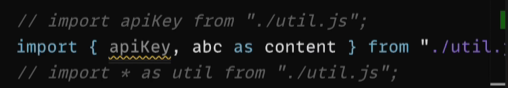 // import apiKey from "./util.js";
import { apiKey, abc as content } from "./util.
// import * as util from "./util.js";